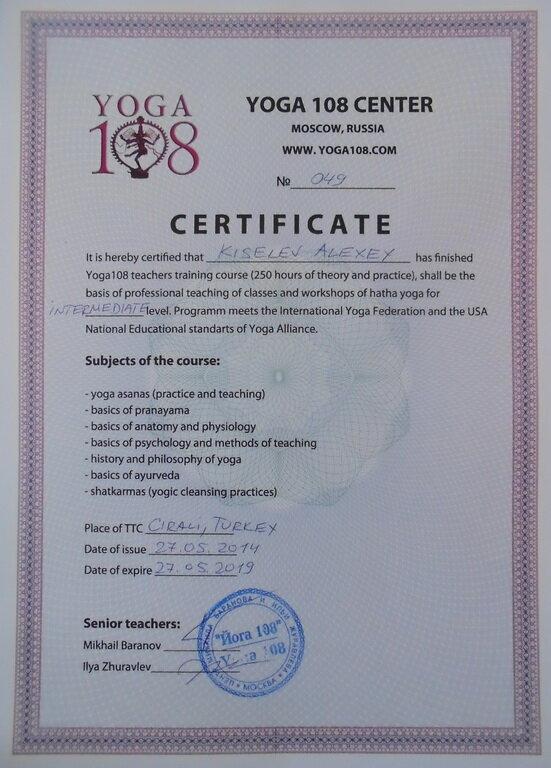 YOGA
108
YOGA 108 CENTER
MOSCOW, RUSSIA
WWW. YOGA108.COM
№ 049
CERTIFICATE
It is hereby certified that KISELEV ALEXEY has finished
Yoga108 teachers training course (250 hours of theory and practice), shall be the
basis of professional teaching of classes and workshops of hatha yoga for
INTERMEDIATE level. Programm meets the International Yoga Federation and the USA
National Educational standarts of Yoga Alliance.
Subjects of the course:
- yoga asanas (practice and teaching)
- basics of pranayama
- basics of anatomy and physiology
- basics of psychology and methods of teaching
- history and philosophy of yoga
- basics of ayurveda
- shatkarmas (yogic cleansing practices)
Place of TTC CIRALI, TURKEY
Date of issue 27.05.2014
Date of expire 27.05.2019
Senior teachers:
Mikhail Baranov
Ilya Zhuravlev
БАРАНОВА И ИЛЬИ ЖУРАВЛЕВА
"Йога 108"
108
МОСКВА